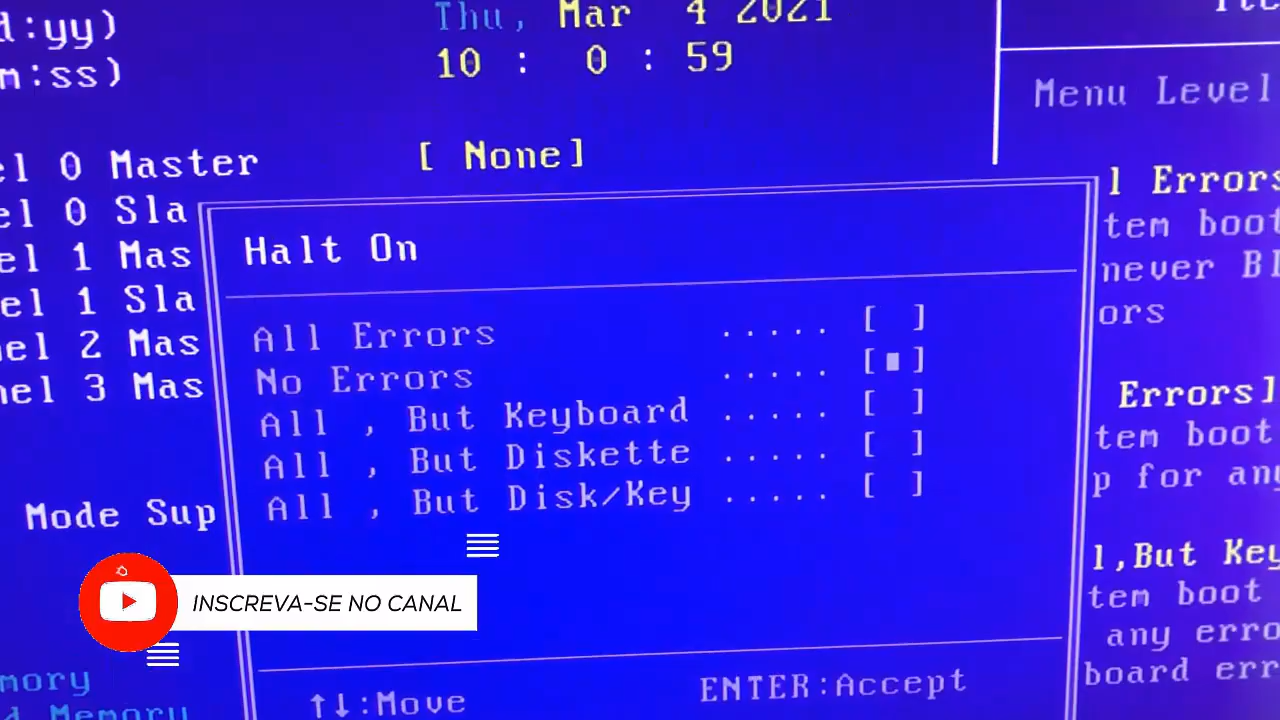 d:yy)
Thu, Mar 4 2021
m:ss)
10 : 0 : 59
Menu Level
el 0 Master [ None]
el 0 Sla
el 1 Mas
el 1 Sla
nel 2 Mas
nel 3 Mas
Mode Sup
mory
d Memory
Halt On
All Errors ..... [ ]
No Errors ..... [■]
All , But Keyboard ..... [ ]
All , But Diskette ..... [ ]
All , But Disk/Key ..... [ ]
↑↓:Move ENTER:Accept
l Errors
tem boot
never BI
ors
Errors]
tem boot
p for any
l,But Key
tem boot
any erro
board err
INSCREVA-SE NO CANAL